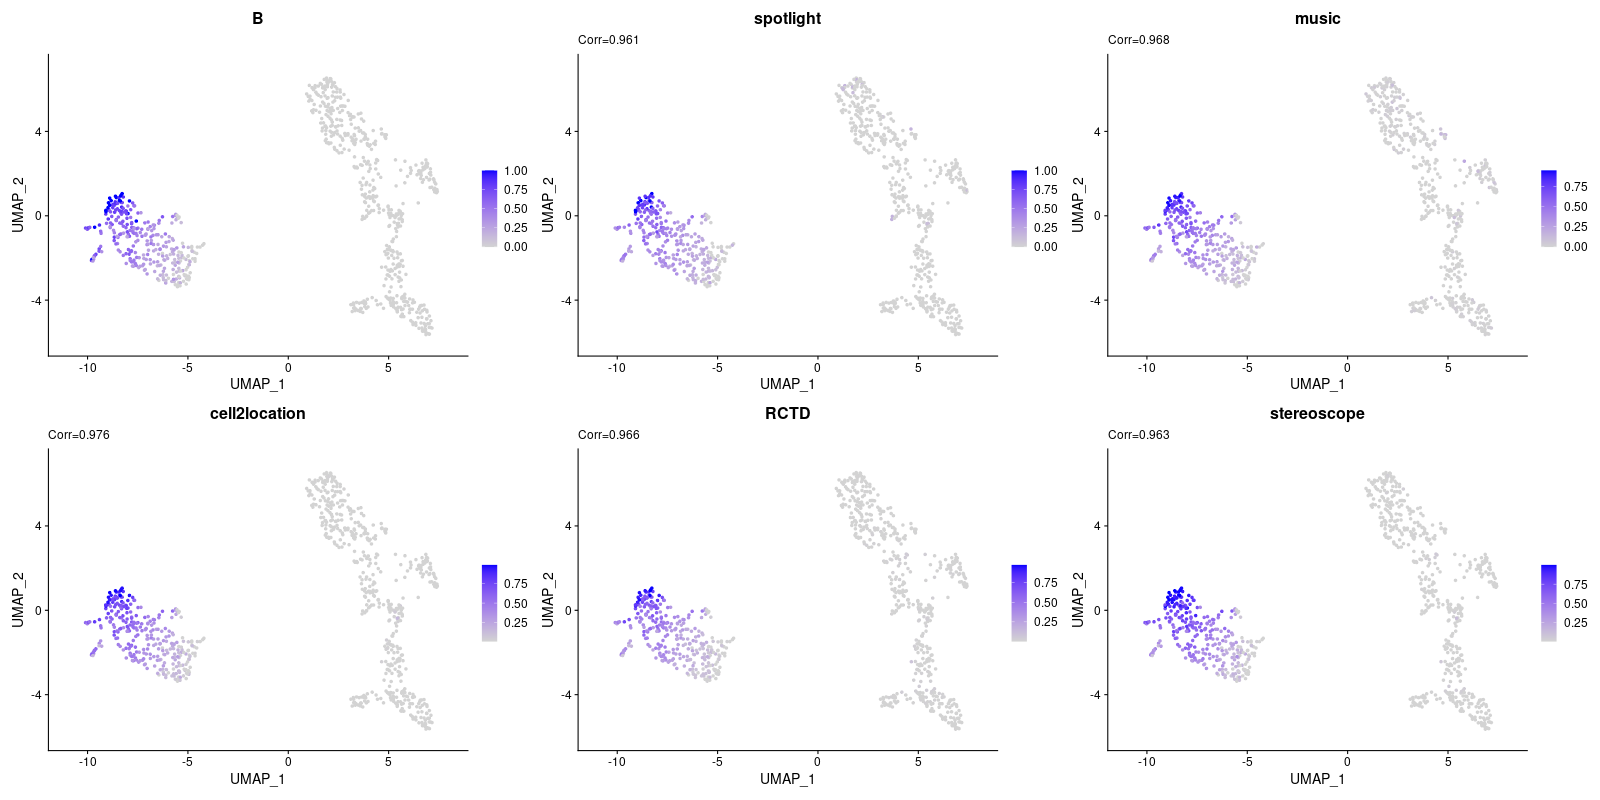 B
UMAP_2
4
0
-4
-10
-5
0
5
UMAP_1
1.00
0.75
0.50
0.25
0.00
spotlight
Corr=0.961
UMAP_2
4
0
-4
-10
-5
0
5
UMAP_1
1.00
0.75
0.50
0.25
0.00
music
Corr=0.968
UMAP_2
4
0
-4
-10
-5
0
5
UMAP_1
0.75
0.50
0.25
0.00
cell2location
Corr=0.976
UMAP_2
4
0
-4
-10
-5
0
5
UMAP_1
0.75
0.50
0.25
RCTD
Corr=0.966
UMAP_2
4
0
-4
-10
-5
0
5
UMAP_1
0.75
0.50
0.25
stereoscope
Corr=0.963
UMAP_2
4
0
-4
-10
-5
0
5
UMAP_1
0.75
0.50
0.25